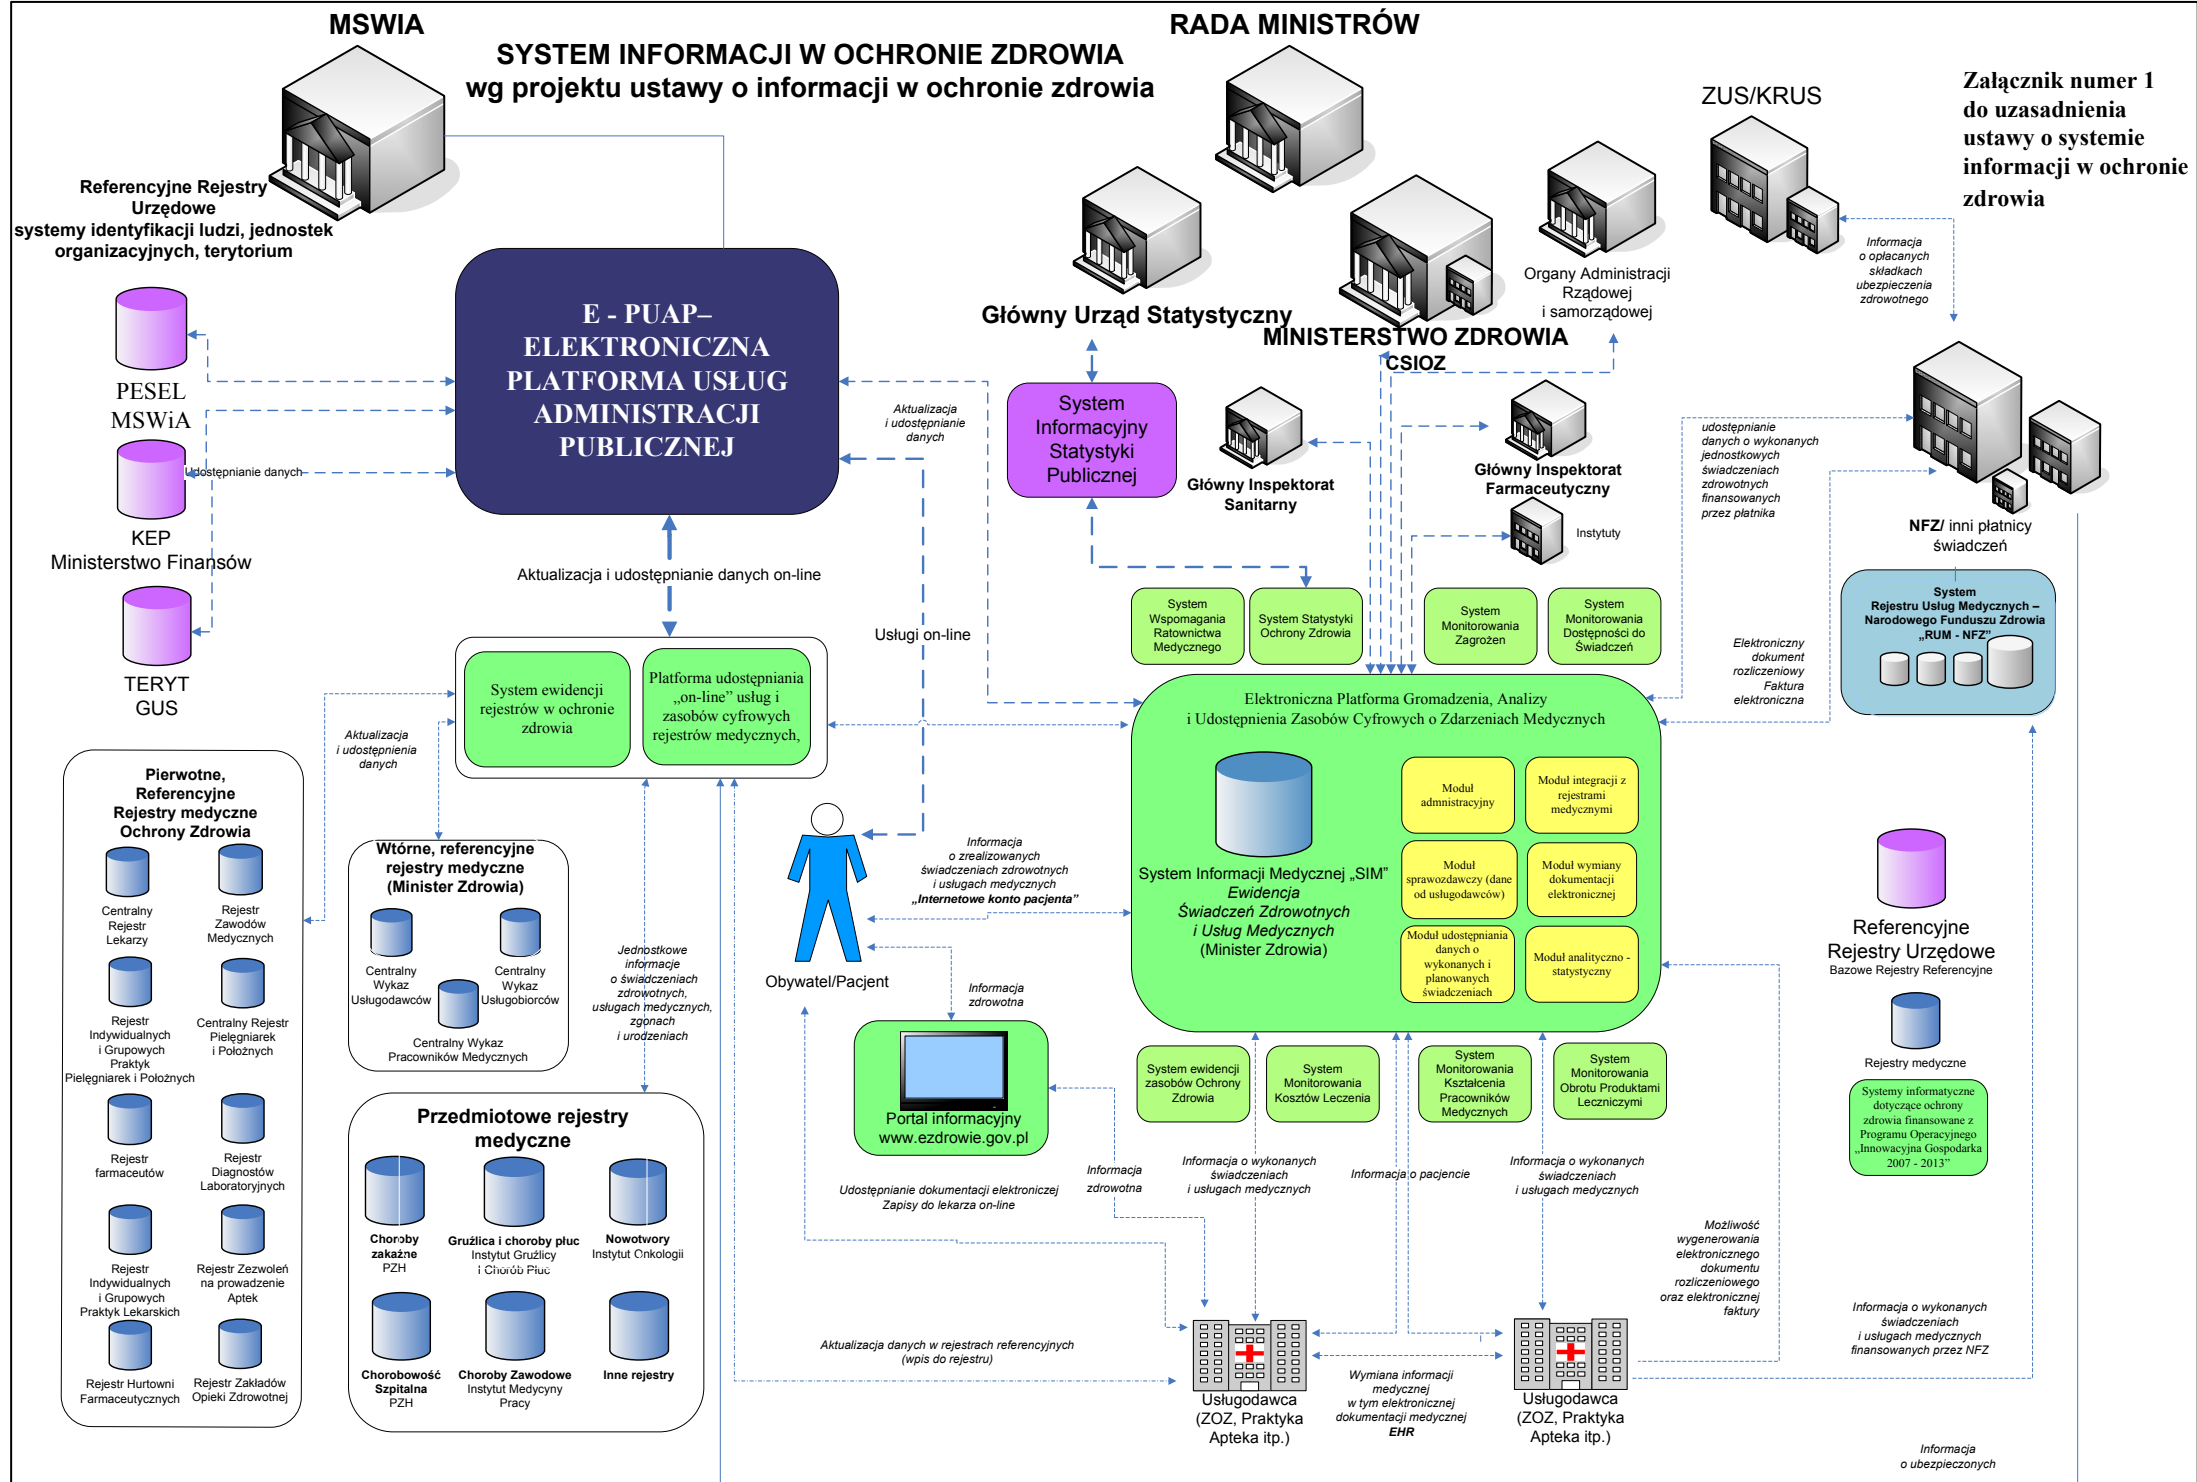 MSWIA
RADA MINISTRÓW
SYSTEM INFORMACJI W OCHRONIE ZDROWIA
wg projektu ustawy o informacji w ochronie zdrowia
ZUS/KRUS
Załącznik numer 1
do uzasadnienia
ustawy o systemie
informacji w ochronie
zdrowia
Referencyjne Rejestry
Urzędowe
systemy identyfikacji ludzi, jednostek
organizacyjnych, terytorium
PESEL
MSWiA
Udostępnianie danych
KEP
Ministerstwo Finansów
TERYT
GUS
E - PUAP–
ELEKTRONICZNA
PLATFORMA USŁUG
ADMINISTRACJI
PUBLICZNEJ
Główny Urząd Statystyczny
MINISTERSTWO ZDROWIA
CSIOZ
Organy Administracji
Rządowej
i samorządowej
Informacja
o opłacanych
składkach
ubezpieczenia
zdrowotnego
Aktualizacja
i udostępnianie
danych
System
Informacyjny
Statystyki
Publicznej
Główny Inspektorat
Sanitarny
Główny Inspektorat
Farmaceutyczny
Instytuty
udostępnianie
danych o wykonanych
jednostkowych
świadczeniach
zdrowotnych
finansowanych
przez płatnika
NFZ/ inni płatnicy
świadczeń
Aktualizacja i udostępnianie danych on-line
Usługi on-line
System
Wspomagania
Ratownictwa
Medycznego
System Statystyki
Ochrony Zdrowia
System
Monitorowania
Zagrożen
System
Monitorowania
Dostępności do
Świadczeń
System
Rejestru Usług Medycznych –
Narodowego Funduszu Zdrowia
„RUM - NFZ”
Elektroniczny
dokument
rozliczeniowy
Faktura
elektroniczna
System ewidencji
rejestrów w ochronie
zdrowia
Platforma udostępniania
„on-line” usług i
zasobów cyfrowych
rejestrów medycznych,
Aktualizacja
i udostępnienia
danych
Elektroniczna Platforma Gromadzenia, Analizy
i Udostępnienia Zasobów Cyfrowych o Zdarzeniach Medycznych
System Informacji Medycznej „SIM”
Ewidencja
Świadczeń Zdrowotnych
i Usług Medycznych
(Minister Zdrowia)
Moduł
admnistracyjny
Moduł integracji z
rejestrami
medycznymi
Moduł
sprawozdawczy (dane
od usługodawców)
Moduł wymiany
dokumentacji
elektronicznej
Moduł udostępniania
danych o
wykonanych i
planowanych
świadczeniach
Moduł analityczno -
statystyczny
Pierwotne,
Referencyjne
Rejestry medyczne
Ochrony Zdrowia
Centralny
Rejestr
Lekarzy
Rejestr
Zawodów
Medycznych
Rejestr
Indywidualnych
i Grupowych
Praktyk
Pielęgniarek i Położnych
Centralny Rejestr
Pielęgniarek
i Położnych
Rejestr
farmaceutów
Rejestr
Diagnostów
Laboratoryjnych
Rejestr
Indywidualnych
i Grupowych
Praktyk Lekarskich
Rejestr Zezwoleń
na prowadzenie
Aptek
Rejestr Hurtowni
Farmaceutycznych
Rejestr Zakładów
Opieki Zdrowotnej
Wtórne, referencyjne
rejestry medyczne
(Minister Zdrowia)
Centralny
Wykaz
Usługodawców
Centralny
Wykaz
Usługobiorców
Centralny Wykaz
Pracowników Medycznych
Jednostkowe
informacje
o świadczeniach
zdrowotnych,
usługach medycznych,
zgonach
i urodzeniach
Przedmiotowe rejestry
medyczne
Choroby
zakaźne
PZH
Gruźlica i choroby płuc
Instytut Gruźlicy
i Chorób Płuc
Nowotwory
Instytut Onkologii
Chorobowość
Szpitalna
PZH
Choroby Zawodowe
Instytut Medycyny
Pracy
Inne rejestry
Obywatel/Pacjent
Informacja
o zrealizowanych
świadczeniach zdrowotnych
i usługach medycznych
„Internetowe konto pacjenta”
Informacja
zdrowotna
Portal informacyjny
www.ezdrowie.gov.pl
Udostępnianie dokumentacji elektroniczej
Zapisy do lekarza on-line
Informacja
zdrowotna
System ewidencji
zasobów Ochrony
Zdrowia
System
Monitorowania
Kosztów Leczenia
System
Monitorowania
Kształcenia
Pracowników
Medycznych
System
Monitorowania
Obrotu Produktami
Leczniczymi
Informacja o wykonanych
świadczeniach
i usługach medycznych
Informacja o pacjencie
Informacja o wykonanych
świadczeniach
i usługach medycznych
Referencyjne
Rejestry Urzędowe
Bazowe Rejestry Referencyjne
Rejestry medyczne
Systemy informatyczne
dotyczące ochrony
zdrowia finansowane z
Programu Operacyjnego
„Innowacyjna Gospodarka
2007 - 2013”
Możliwość
wygenerowania
elektronicznego
dokumentu
rozliczeniowego
oraz elektronicznej
faktury
Aktualizacja danych w rejestrach referencyjnych
(wpis do rejestru)
Informacja o wykonanych
świadczeniach
i usługach medycznych
finansowanych przez NFZ
Usługodawca
(ZOZ, Praktyka
Apteka itp.)
Wymiana informacji
medycznej
w tym elektronicznej
dokumentacji medycznej
EHR
Usługodawca
(ZOZ, Praktyka
Apteka itp.)
Informacja
o ubezpieczonych